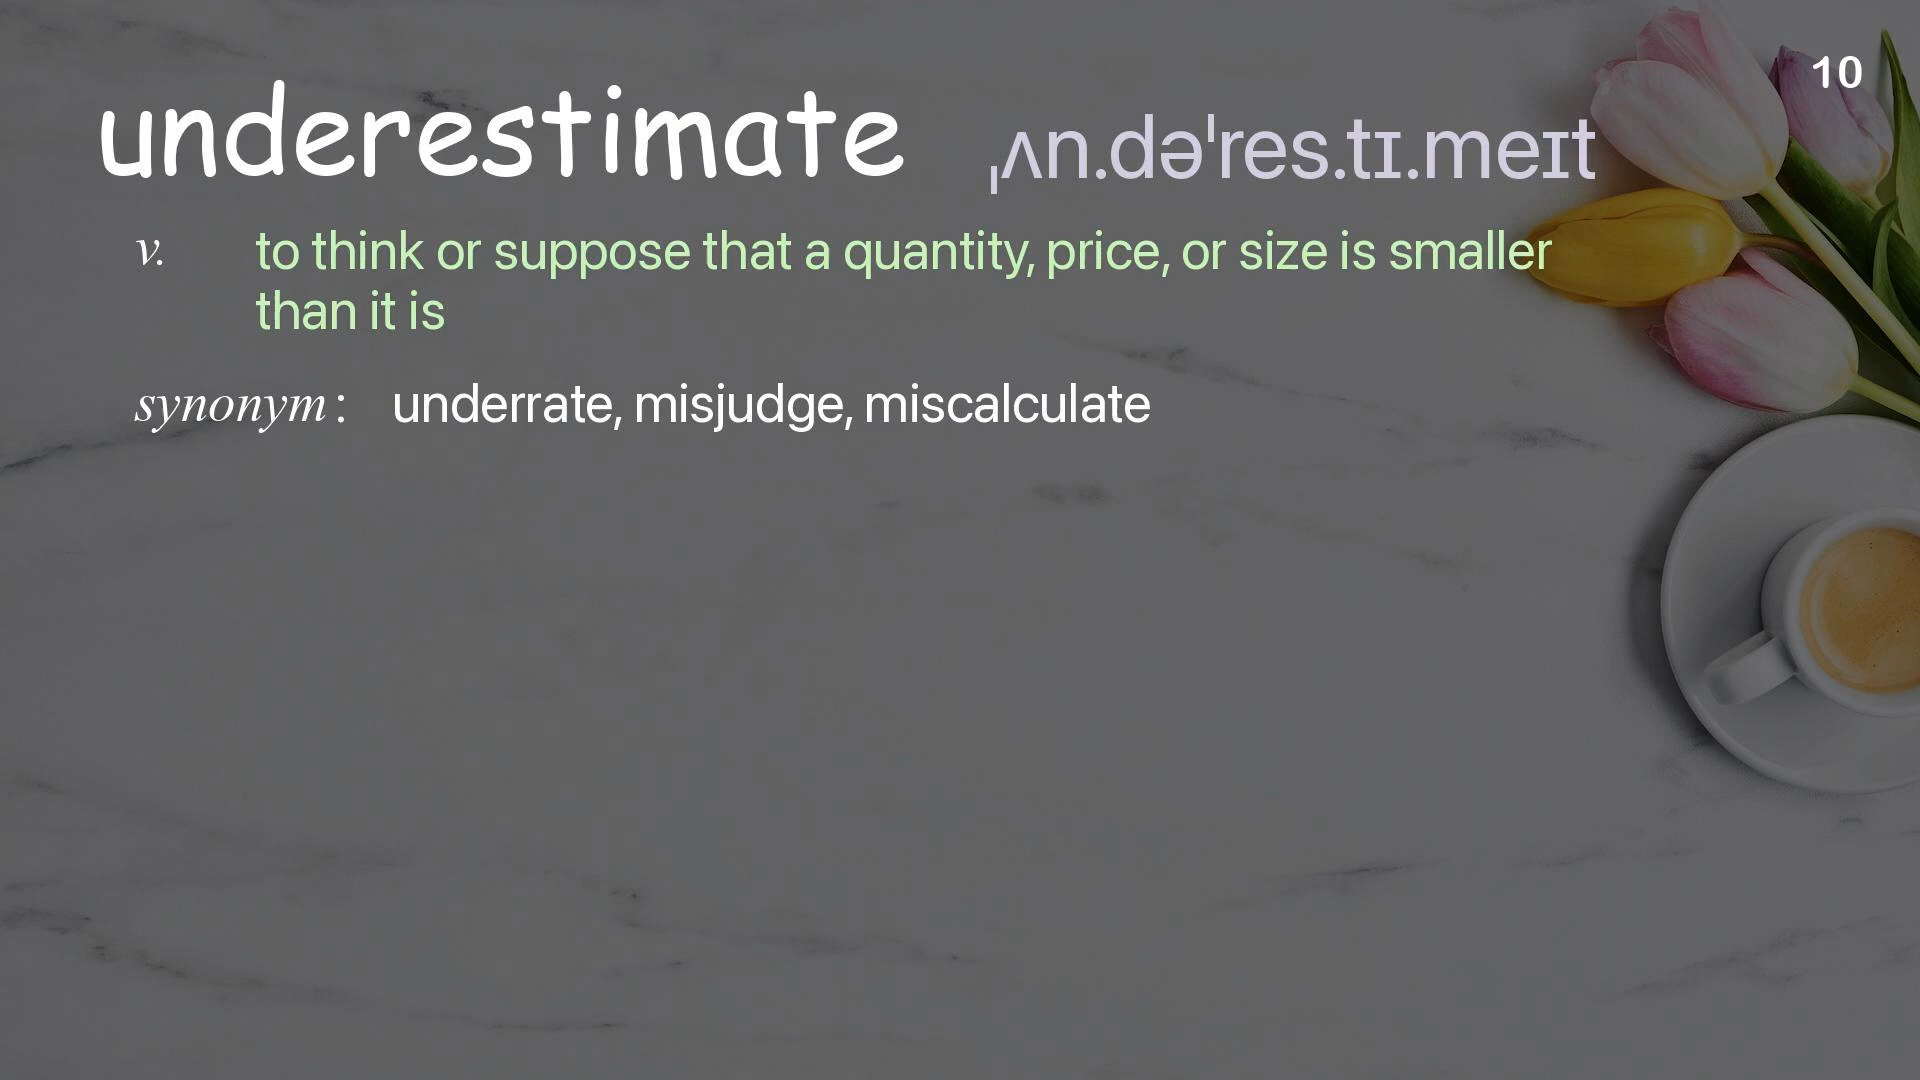 10
underestimate ˌʌn.dəˈres.tɪ.meɪt
v. to think or suppose that a quantity, price, or size is smaller
than it is
synonym : underrate, misjudge, miscalculate